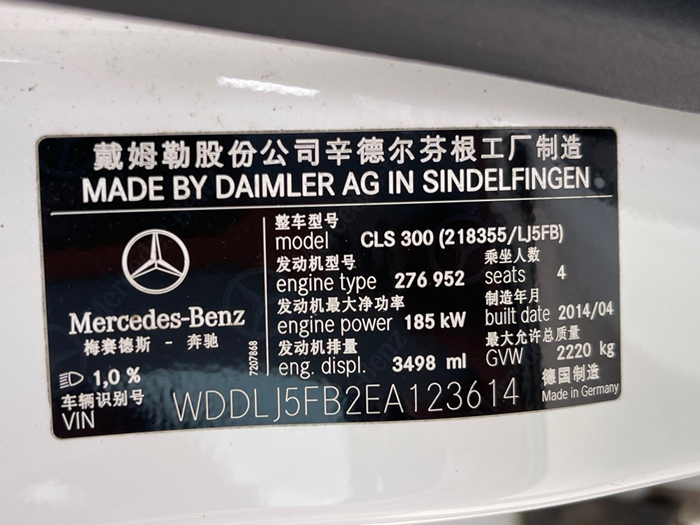 戴姆勒股份公司辛德尔芬根工厂制造
MADE BY DAIMLER AG IN SINDELFINGEN
整车型号
model CLS 300 (218355/LJ5FB)
发动机型号 乘坐人数
engine type 276 952 seats 4
发动机最大净功率 制造年月
engine power 185 kW built date 2014/04
发动机排量 最大允许总质量
eng. displ. 3498 ml GVW 2220 kg
Mercedes-Benz
梅赛德斯 - 奔驰
7207868
1,0 %
车辆识别号
VIN WDDLJ5FB2EA123614
德国制造
Made in Germany